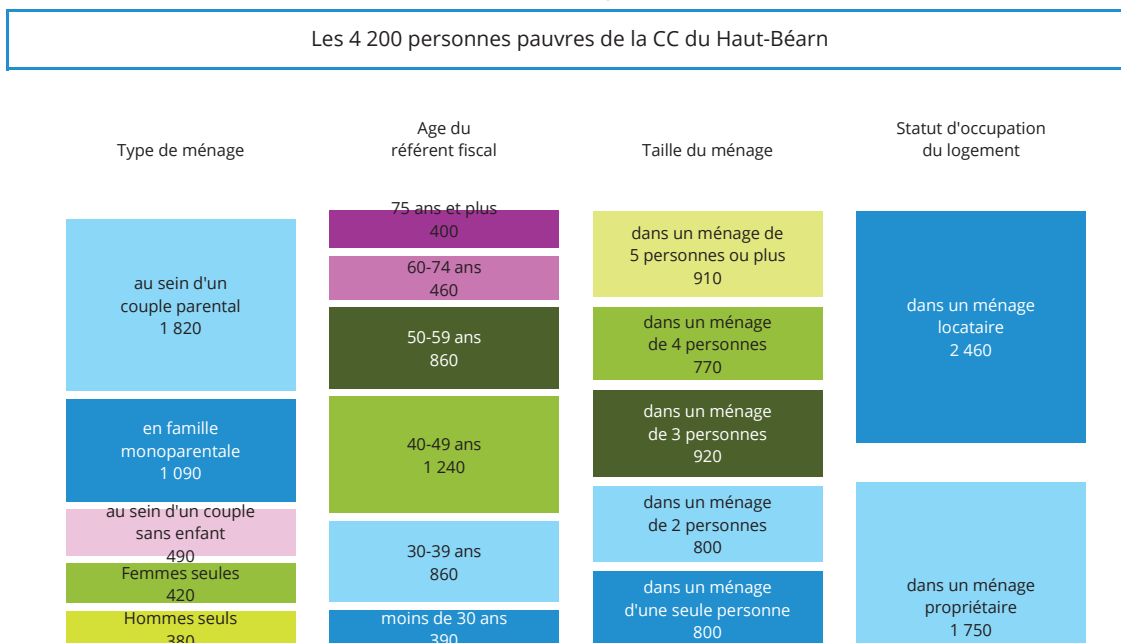 Les 4 200 personnes pauvres de la CC du Haut-Béarn
Type de ménage
au sein d'un
couple parental
1 820
en famille
monoparentale
1 090
au sein d'un couple
sans enfant
490
Femmes seules
420
Hommes seuls
380
Age du
référent fiscal
75 ans et plus
400
60-74 ans
460
50-59 ans
860
40-49 ans
1 240
30-39 ans
860
moins de 30 ans
390
Taille du ménage
dans un ménage de
5 personnes ou plus
910
dans un ménage
de 4 personnes
770
dans un ménage
de 3 personnes
920
dans un ménage
de 2 personnes
800
dans un ménage
d'une seule personne
800
Statut d'occupation
du logement
dans un ménage
locataire
2 460
dans un ménage
propriétaire
1 750